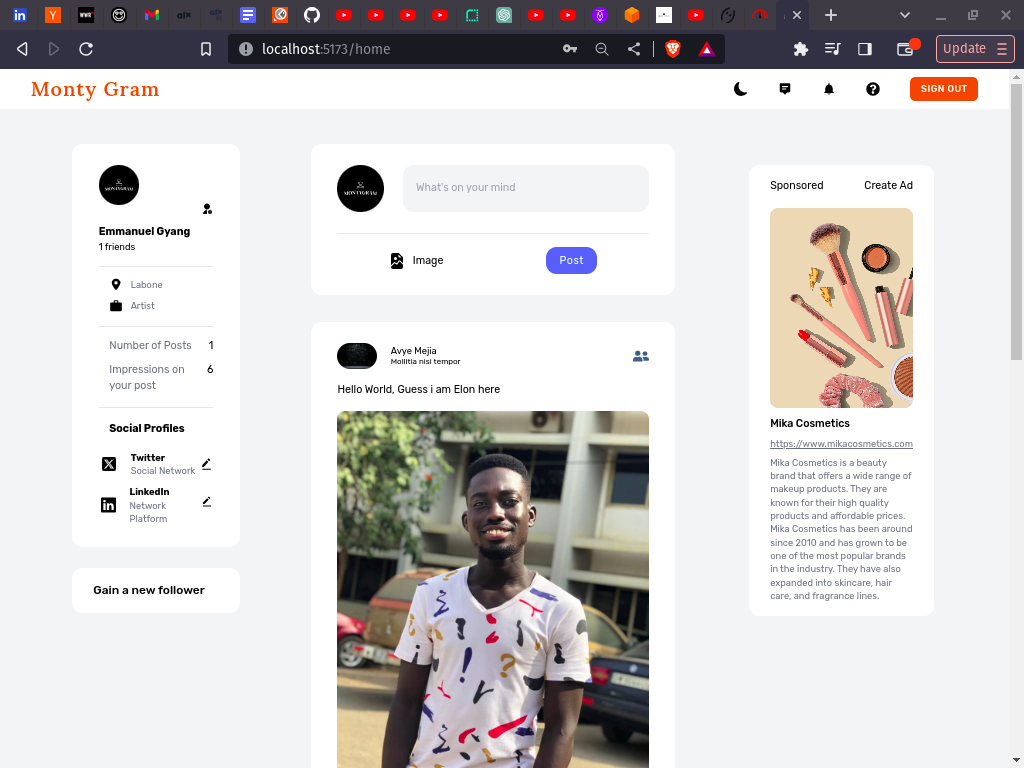 localhost:5173/home
Update
Monty Gram
SIGN OUT
MONTYGRAM
Emmanuel Gyang
1 friends
Labone
Artist
Number of Posts 1
Impressions on your post 6
Social Profiles
Twitter
Social Network
LinkedIn
Network
Platform
Gain a new follower
MONTYGRAM
What's on your mind
Image
Post
Avye Mejia
Mollitia nisi tempor
Hello World, Guess i am Elon here
Sponsored Create Ad
Mika Cosmetics
https://www.mikacosmetics.com
Mika Cosmetics is a beauty
brand that offers a wide range of
makeup products. They are
known for their high quality
products and affordable prices.
Mika Cosmetics has been around
since 2010 and has grown to be
one of the most popular brands
in the industry. They have also
expanded into skincare, hair
care, and fragrance lines.